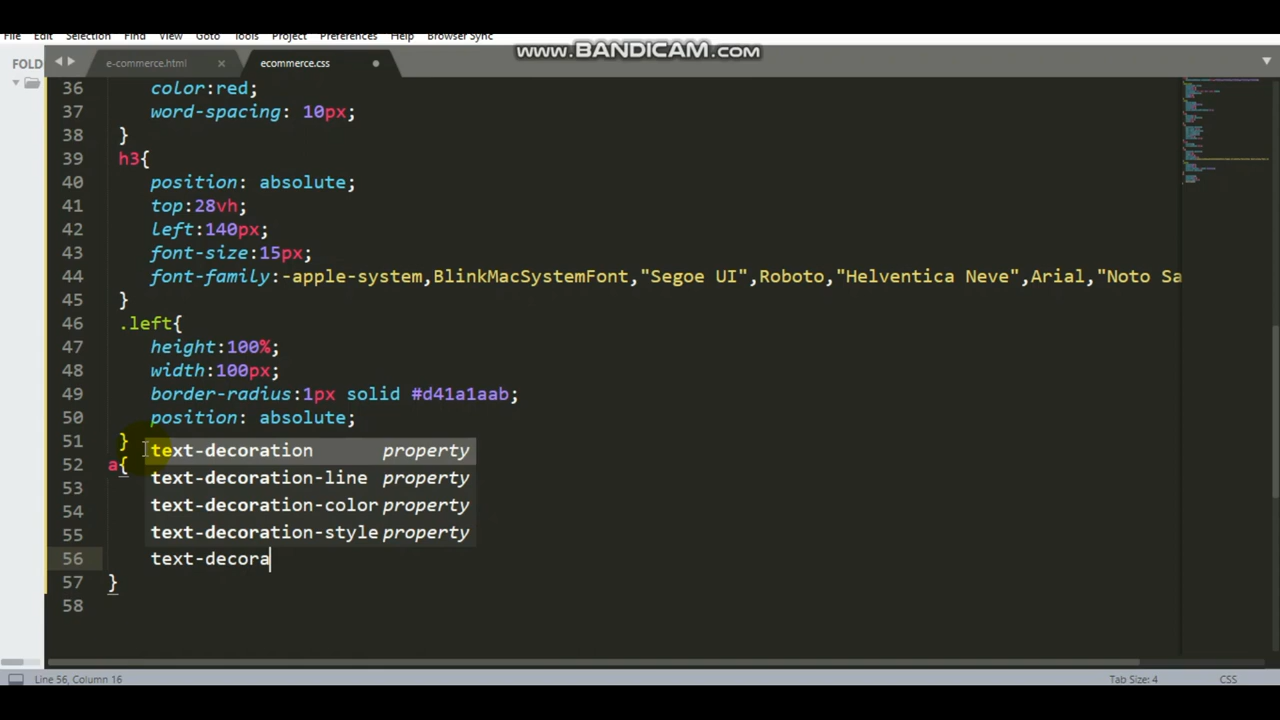 File Edit Selection Find View Goto Tools Project Preferences Help Browser Sync
www.BANDICAM.com
FOLD
e-commerce.html × ecommerce.css
36 color:red;
37 word-spacing: 10px;
38 }
39 h3{
40 position: absolute;
41 top:28vh;
42 left:140px;
43 font-size:15px;
44 font-family:-apple-system,BlinkMacSystemFont,"Segoe UI",Roboto,"Helventica Neve",Arial,"Noto Sa
45 }
46 .left{
47 height:100%;
48 width:100px;
49 border-radius:1px solid #d41a1aab;
50 position: absolute;
51 }
text-decoration property
52 a{
text-decoration-line property
53
text-decoration-color property
54
text-decoration-style property
55
56 text-decora
57 }
58
Line 56, Column 16
Tab Size: 4
CSS